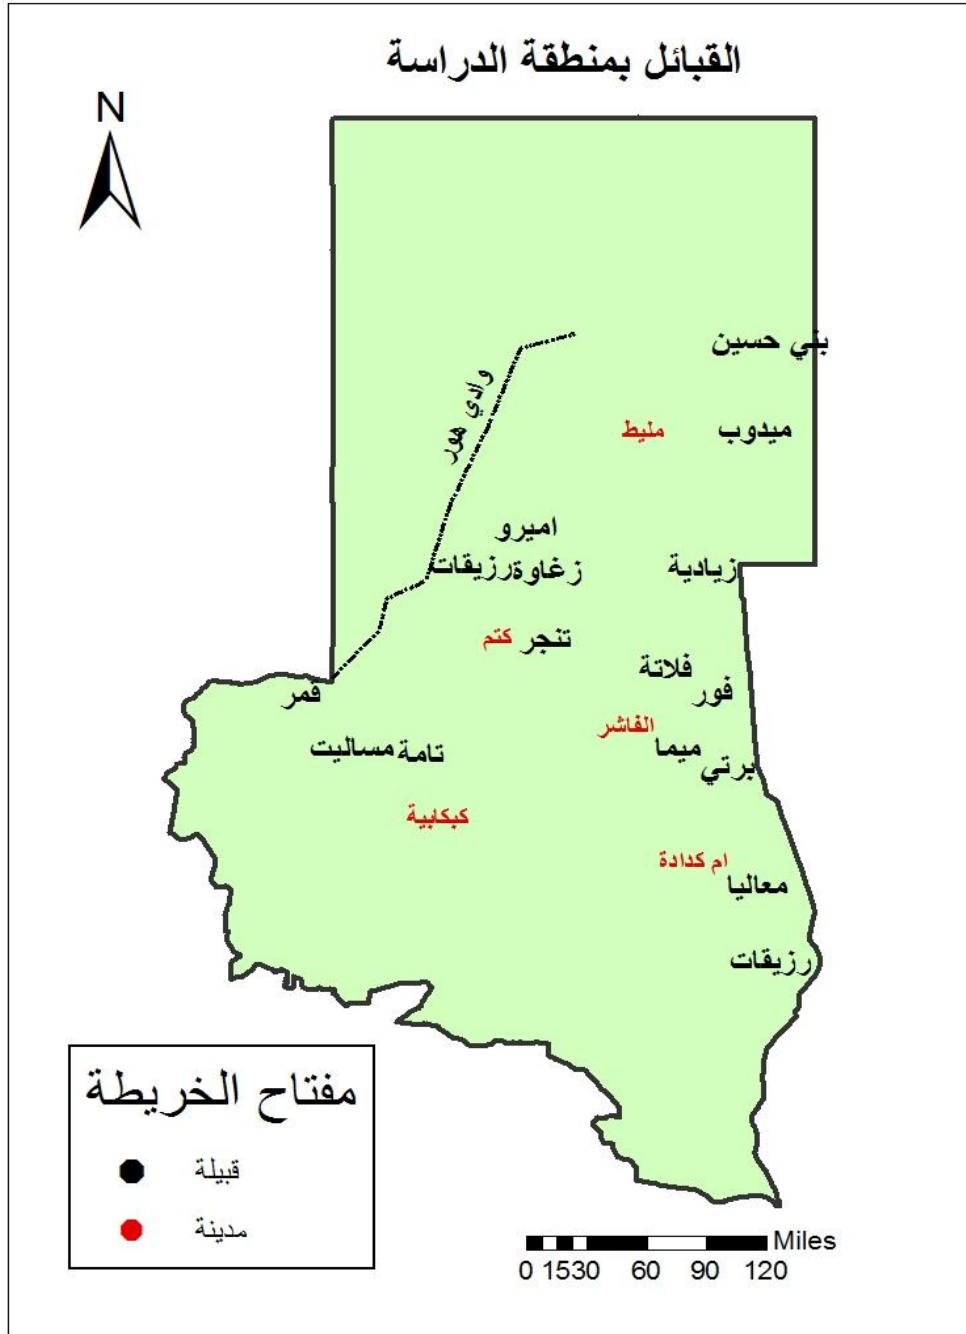 القبائل بمنطقة الدراسة
N
بني حسين
وادي هور
مليط
ميدوب
اميرو
زيادية
زغاوة
رزيقات
تنجر
كتم
فلاتة
فور
قمر
الفاشر
ميما
برتي
تامة
مساليت
كبكابية
ام كدادة
معاليا
رزيقات
مفتاح الخريطة
قبيلة
مدينة
Miles
0 15 30 60 90 120